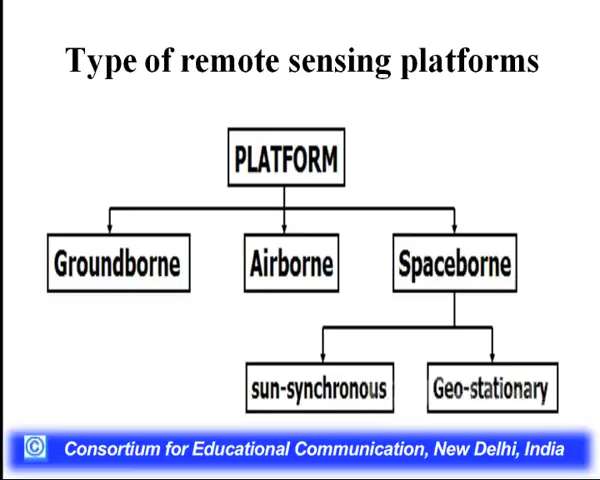 Type of remote sensing platforms
PLATFORM
Groundborne
Airborne
Spaceborne
sun-synchronous
Geo-stationary
© Consortium for Educational Communication, New Delhi, India